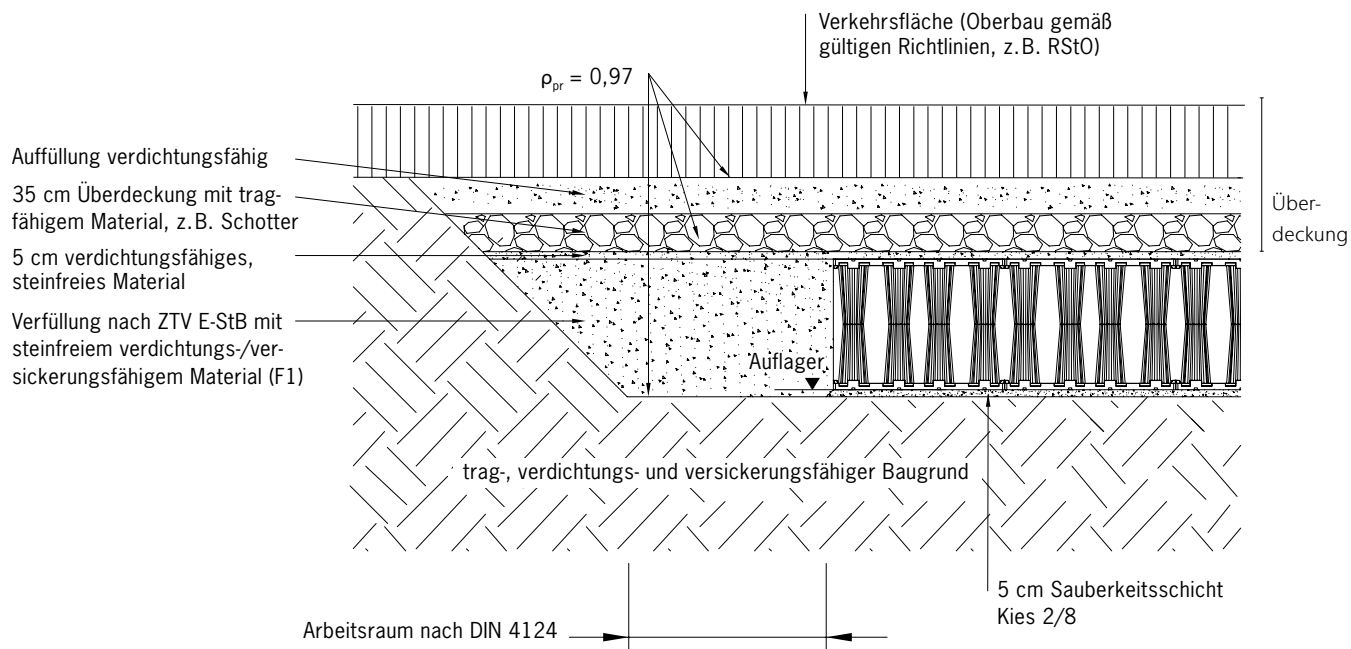 Verkehrsfläche (Oberbau gemäß
gültigen Richtlinien, z.B. RStO)
ρpr = 0,97
Auffüllung verdichtungsfähig
35 cm Überdeckung mit trag-
fähigem Material, z.B. Schotter
5 cm verdichtungsfähiges,
steinfreies Material
Verfüllung nach ZTV E-StB mit
steinfreiem verdichtungs-/ver-
sickerungsfähigem Material (F1)
Über-
deckung
Auflager
trag-, verdichtungs- und versickerungsfähiger Baugrund
5 cm Sauberkeitsschicht
Kies 2/8
Arbeitsraum nach DIN 4124